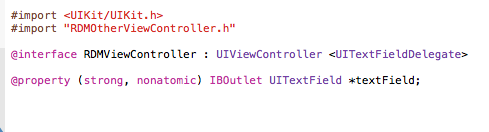 #import <UIKit/UIKit.h>
#import "RDMOtherViewController.h"
@interface RDMViewController : UIViewController <UITextFieldDelegate>
@property (strong, nonatomic) IBOutlet UITextField *textField;